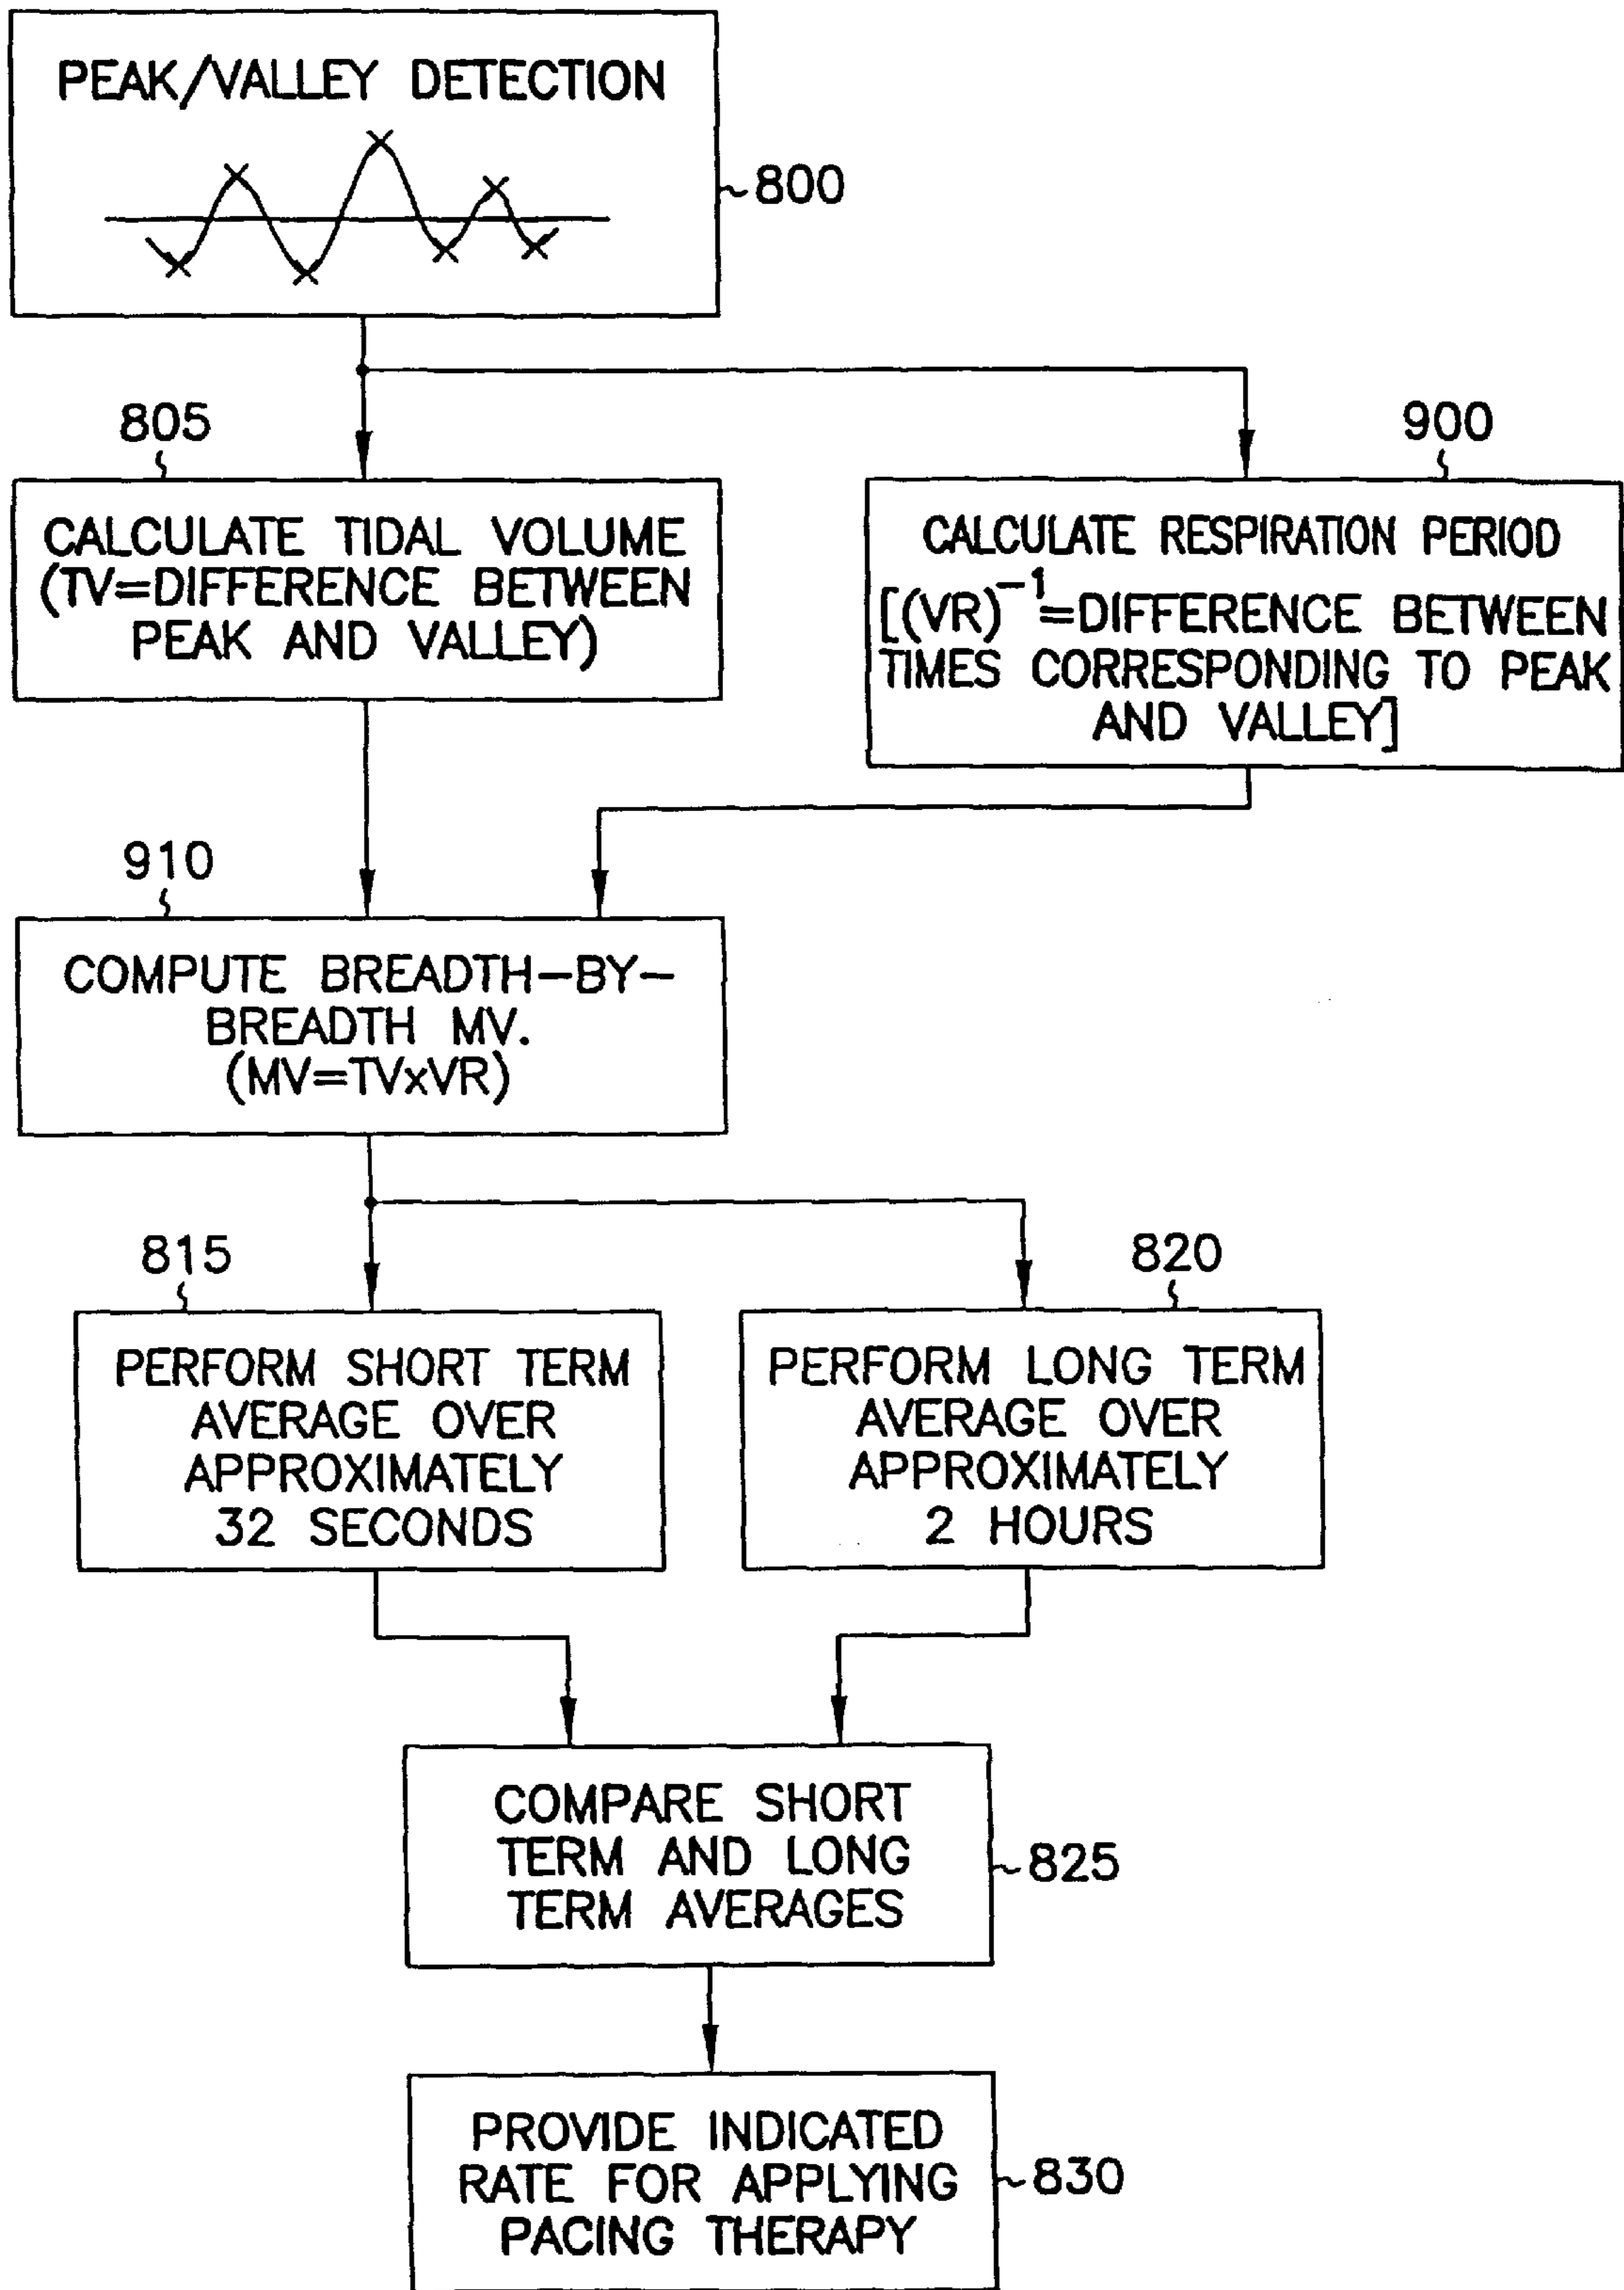 PEAK/VALLEY DETECTION
800
805
CALCULATE TIDAL VOLUME
(TV=DIFFERENCE BETWEEN
PEAK AND VALLEY)
900
CALCULATE RESPIRATION PERIOD
[(VR)⁻¹=DIFFERENCE BETWEEN
TIMES CORRESPONDING TO PEAK
AND VALLEY]
910
COMPUTE BREADTH-BY-
BREADTH MV.
(MV=TVxVR)
815
PERFORM SHORT TERM
AVERAGE OVER
APPROXIMATELY
32 SECONDS
820
PERFORM LONG TERM
AVERAGE OVER
APPROXIMATELY
2 HOURS
COMPARE SHORT
TERM AND LONG
TERM AVERAGES
825
PROVIDE INDICATED
RATE FOR APPLYING
PACING THERAPY
830